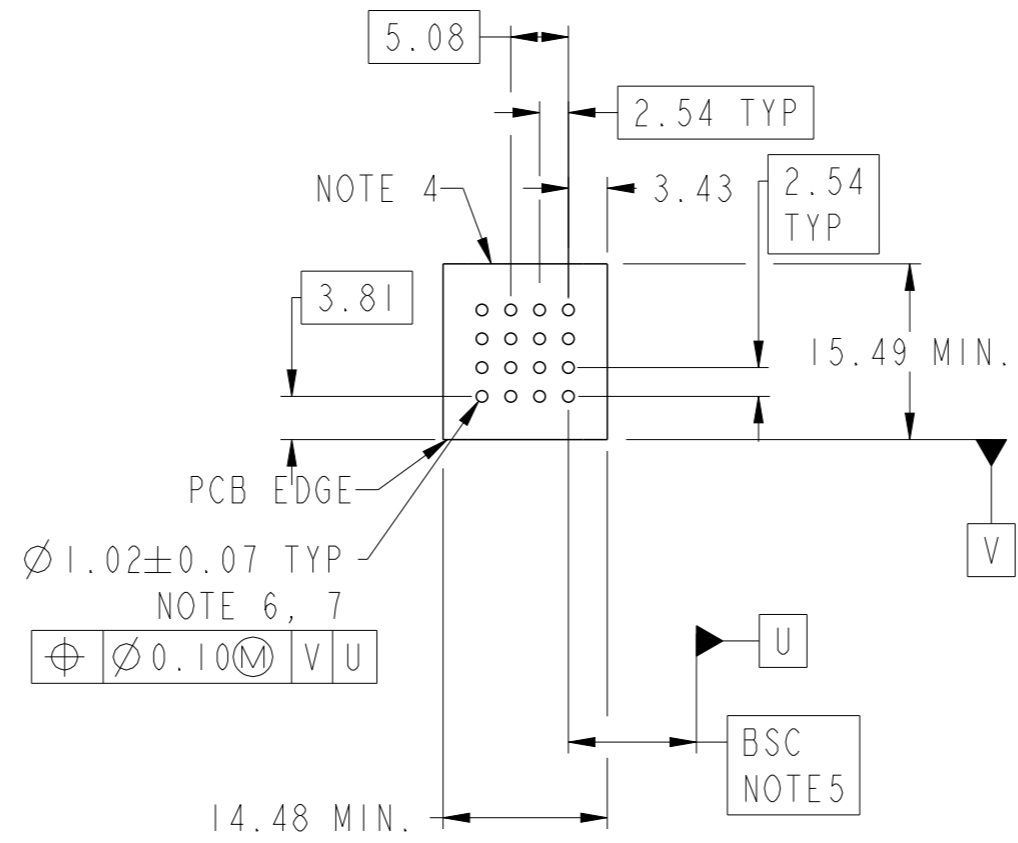 5.08
2.54 TYP
NOTE 4
3.43
2.54
TYP
3.81
15.49 MIN.
PCB EDGE
Ø1.02±0.07 TYP
NOTE 6, 7
⌖ Ø0.10Ⓜ V U
V
U
BSC
NOTE5
14.48 MIN.